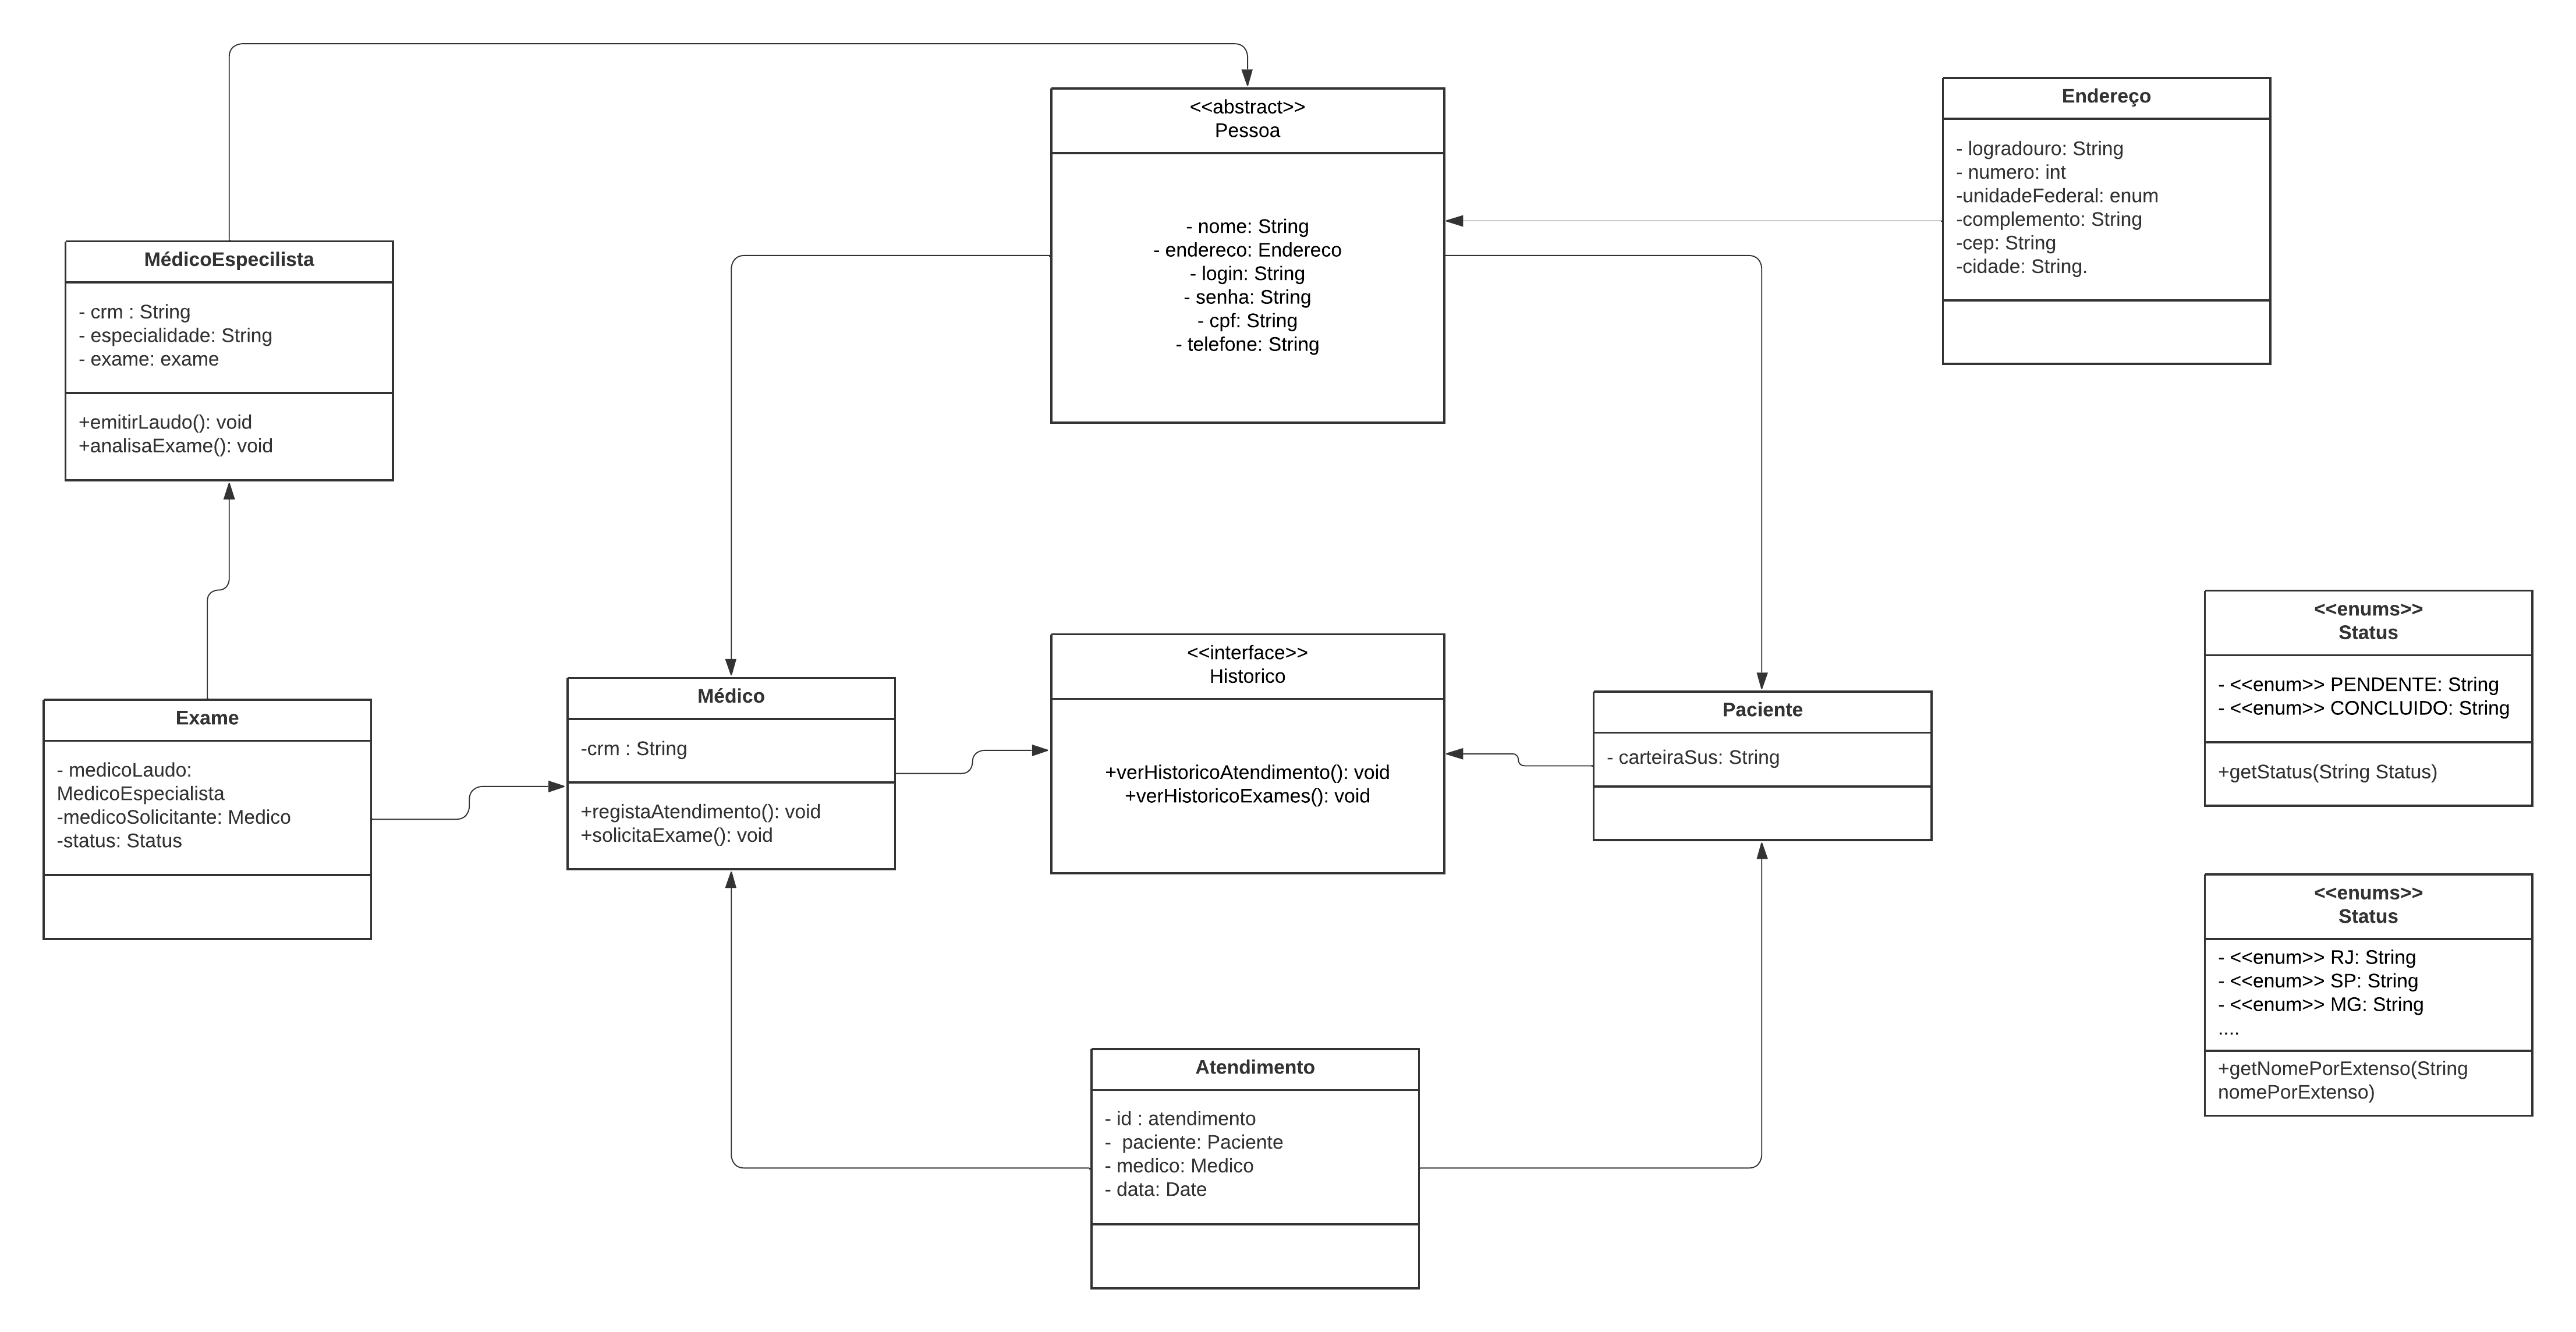 <<abstract>>
Pessoa
- nome: String
- endereco: Endereco
- login: String
- senha: String
- cpf: String
- telefone: String
Endereço
- logradouro: String
- numero: int
-unidadeFederal: enum
-complemento: String
-cep: String
-cidade: String.
MédicoEspecilista
- crm : String
- especialidade: String
- exame: exame
+emitirLaudo(): void
+analisaExame(): void
Exame
- medicoLaudo:
MedicoEspecialista
-medicoSolicitante: Medico
-status: Status
Médico
-crm : String
+registaAtendimento(): void
+solicitaExame(): void
<<interface>>
Historico
+verHistoricoAtendimento(): void
+verHistoricoExames(): void
Paciente
- carteiraSus: String
<<enums>>
Status
- <<enum>> PENDENTE: String
- <<enum>> CONCLUIDO: String
+getStatus(String Status)
<<enums>>
Status
- <<enum>> RJ: String
- <<enum>> SP: String
- <<enum>> MG: String
....
+getNomePorExtenso(String
nomePorExtenso)
Atendimento
- id : atendimento
-  paciente: Paciente
- medico: Medico
- data: Date